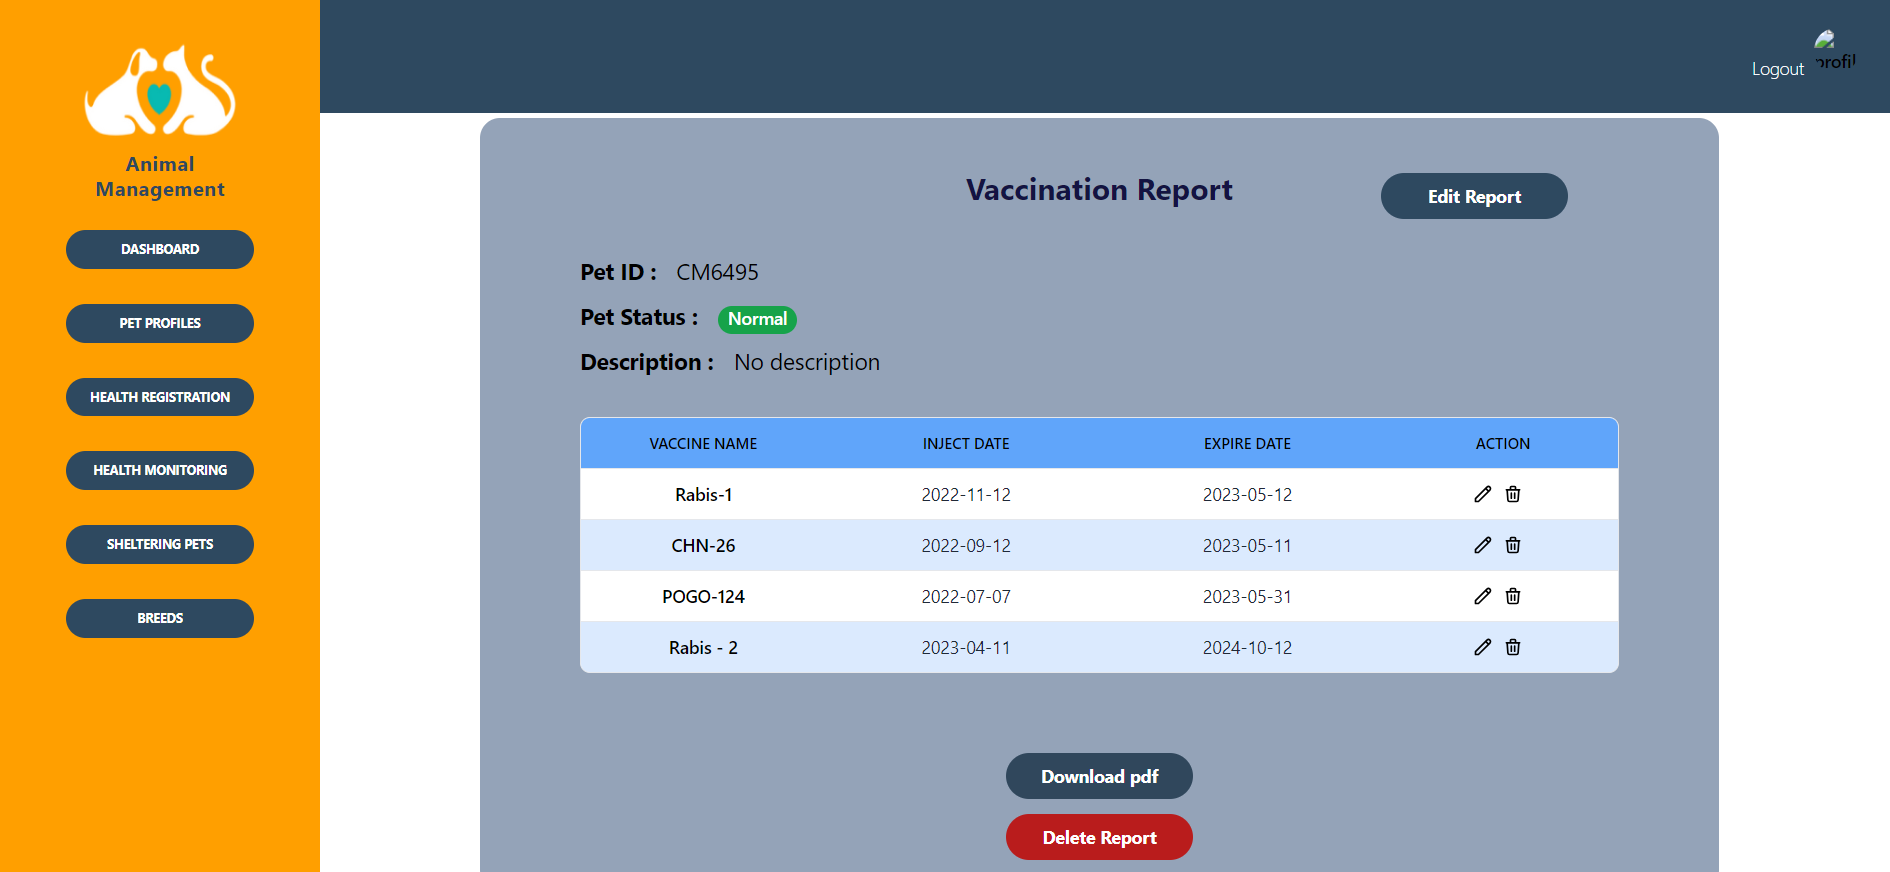 Animal
Management
DASHBOARD
PET PROFILES
HEALTH REGISTRATION
HEALTH MONITORING
SHELTERING PETS
BREEDS
Logout profil
Vaccination Report
Edit Report
Pet ID : CM6495
Pet Status : Normal
Description : No description
VACCINE NAME INJECT DATE EXPIRE DATE ACTION
Rabis-1 2022-11-12 2023-05-12
CHN-26 2022-09-12 2023-05-11
POGO-124 2022-07-07 2023-05-31
Rabis - 2 2023-04-11 2024-10-12
Download pdf
Delete Report